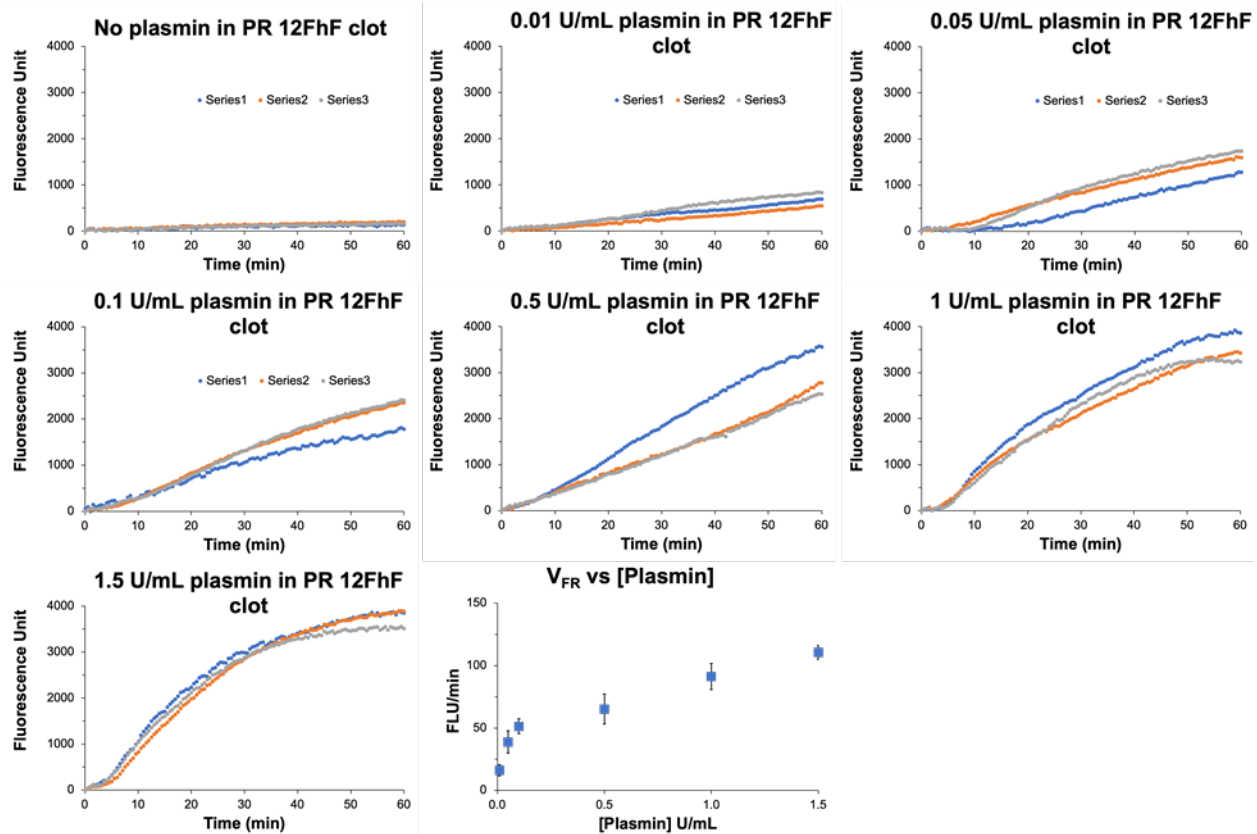 No plasmin in PR 12FhF clot
4000
3000
2000
1000
0
Fluorescence Unit
Series1 Series2 Series3
0 10 20 30 40 50 60
Time (min)
0.01 U/mL plasmin in PR 12FhF
clot
4000
3000
2000
1000
0
Fluorescence Unit
Series1 Series2 Series3
0 10 20 30 40 50 60
Time (min)
0.05 U/mL plasmin in PR 12FhF
clot
4000
3000
2000
1000
0
Fluorescence Unit
Series1 Series2 Series3
0 10 20 30 40 50 60
Time (min)
0.1 U/mL plasmin in PR 12FhF
clot
4000
3000
2000
1000
0
Fluorescence Unit
Series1 Series2 Series3
0 10 20 30 40 50 60
Time (min)
0.5 U/mL plasmin in PR 12FhF
clot
4000
3000
2000
1000
0
Fluorescence Unit
0 10 20 30 40 50 60
Time (min)
1 U/mL plasmin in PR 12FhF
clot
4000
3000
2000
1000
0
Fluorescence Unit
0 10 20 30 40 50 60
Time (min)
1.5 U/mL plasmin in PR 12FhF
clot
4000
3000
2000
1000
0
Fluorescence Unit
0 10 20 30 40 50 60
Time (min)
VFR vs [Plasmin]
150
100
50
0
FLU/min
0.0 0.5 1.0 1.5
[Plasmin] U/mL